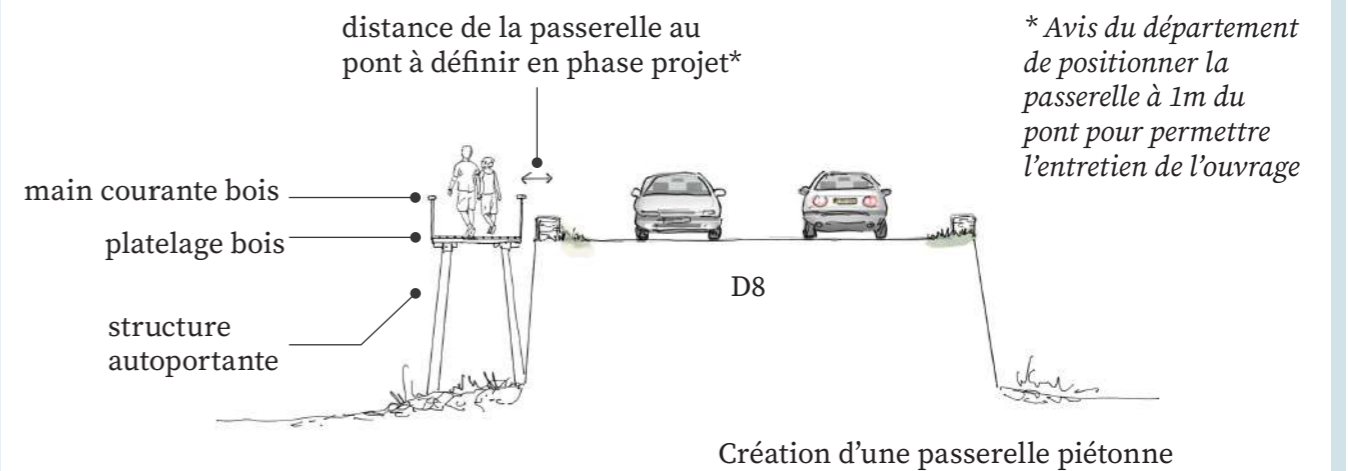 distance de la passerelle au
pont à définir en phase projet*
* Avis du département
de positionner la
passerelle à 1m du
pont pour permettre
l’entretien de l’ouvrage
main courante bois
platelage bois
structure
autoportante
D8
Création d’une passerelle piétonne